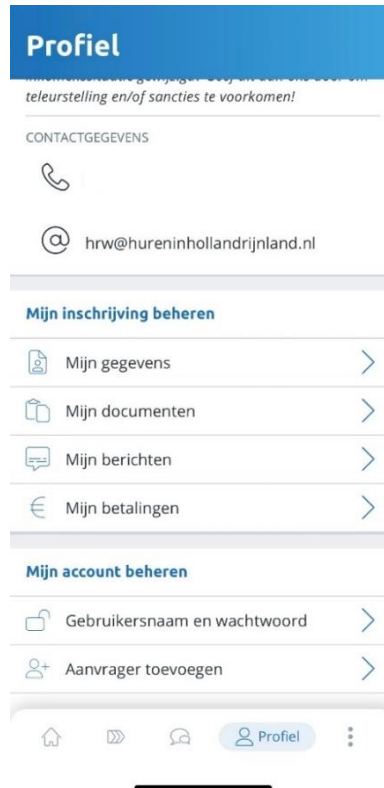 Profiel
teleurstelling en/of sancties te voorkomen!
CONTACTGEGEVENS
hrw@hureninhollandrijnland.nl
Mijn inschrijving beheren
Mijn gegevens
Mijn documenten
Mijn berichten
Mijn betalingen
Mijn account beheren
Gebruikersnaam en wachtwoord
Aanvrager toevoegen
Profiel